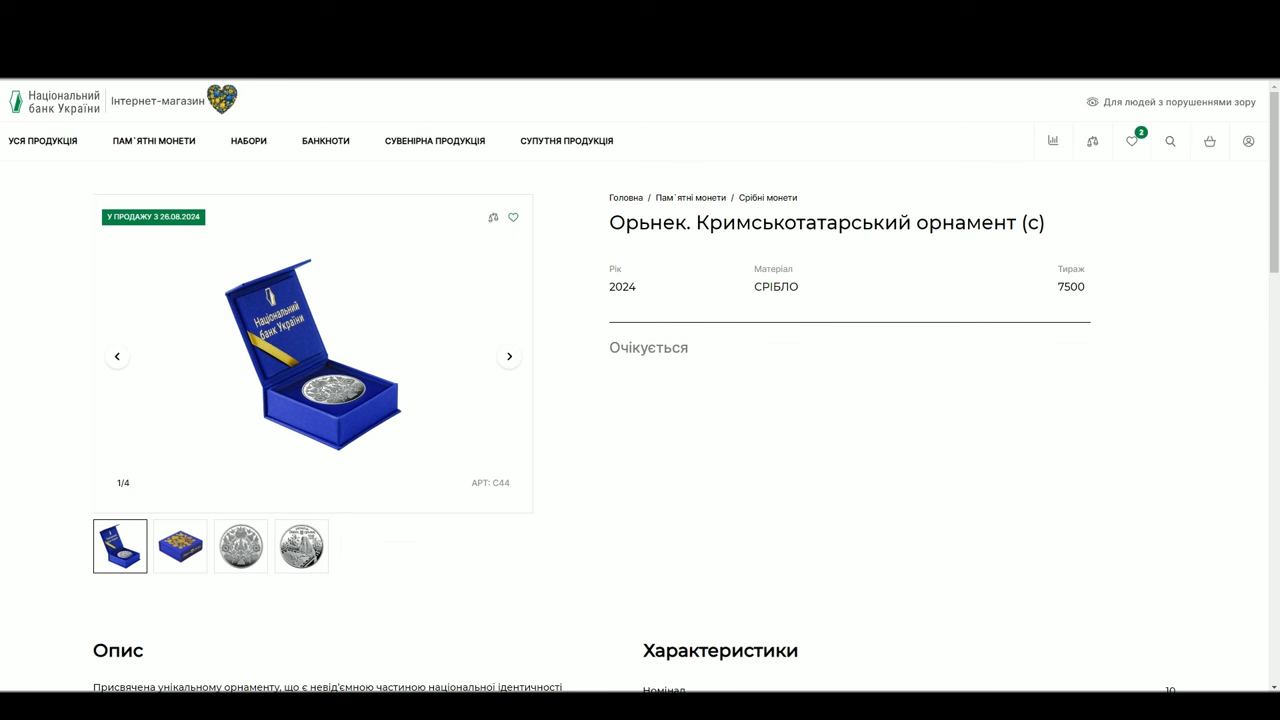 Національний
банк України
Інтернет-магазин
Для людей з порушеннями зору
УСЯ ПРОДУКЦІЯ
ПАМ`ЯТНІ МОНЕТИ
НАБОРИ
БАНКНОТИ
СУВЕНІРНА ПРОДУКЦІЯ
СУПУТНЯ ПРОДУКЦІЯ
2
У ПРОДАЖУ З 26.08.2024
Національний
банк України
1/4
АРТ: C44
Головна / Пам`ятні монети / Срібні монети
Орьнек. Кримськотатарський орнамент (с)
Рік
Матеріал
Тираж
2024
СРІБЛО
7500
Очікується
Опис
Присвячена унікальному орнаменту, що є невід’ємною частиною національної ідентичності
Характеристики
Номінал
10